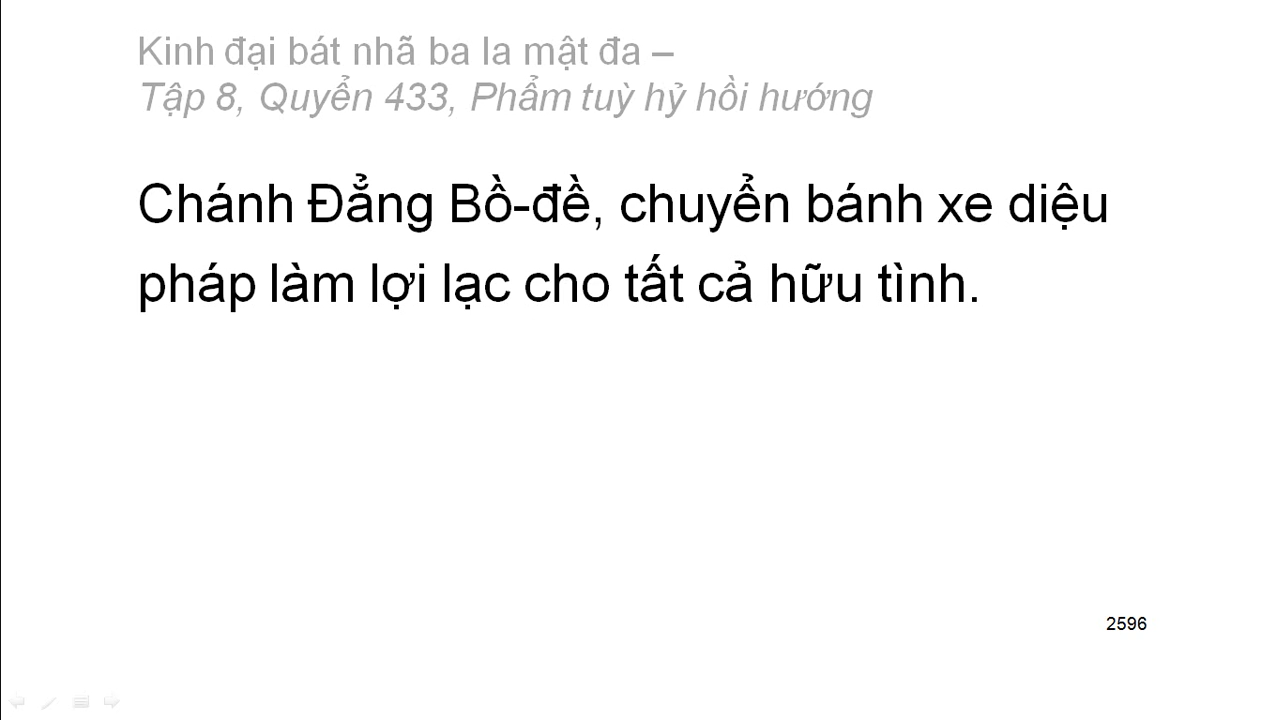 Kinh đại bát nhã ba la mật đa –
Tập 8, Quyển 433, Phẩm tuỳ hỷ hồi hướng
Chánh Đẳng Bồ-đề, chuyển bánh xe diệu
pháp làm lợi lạc cho tất cả hữu tình.
2596